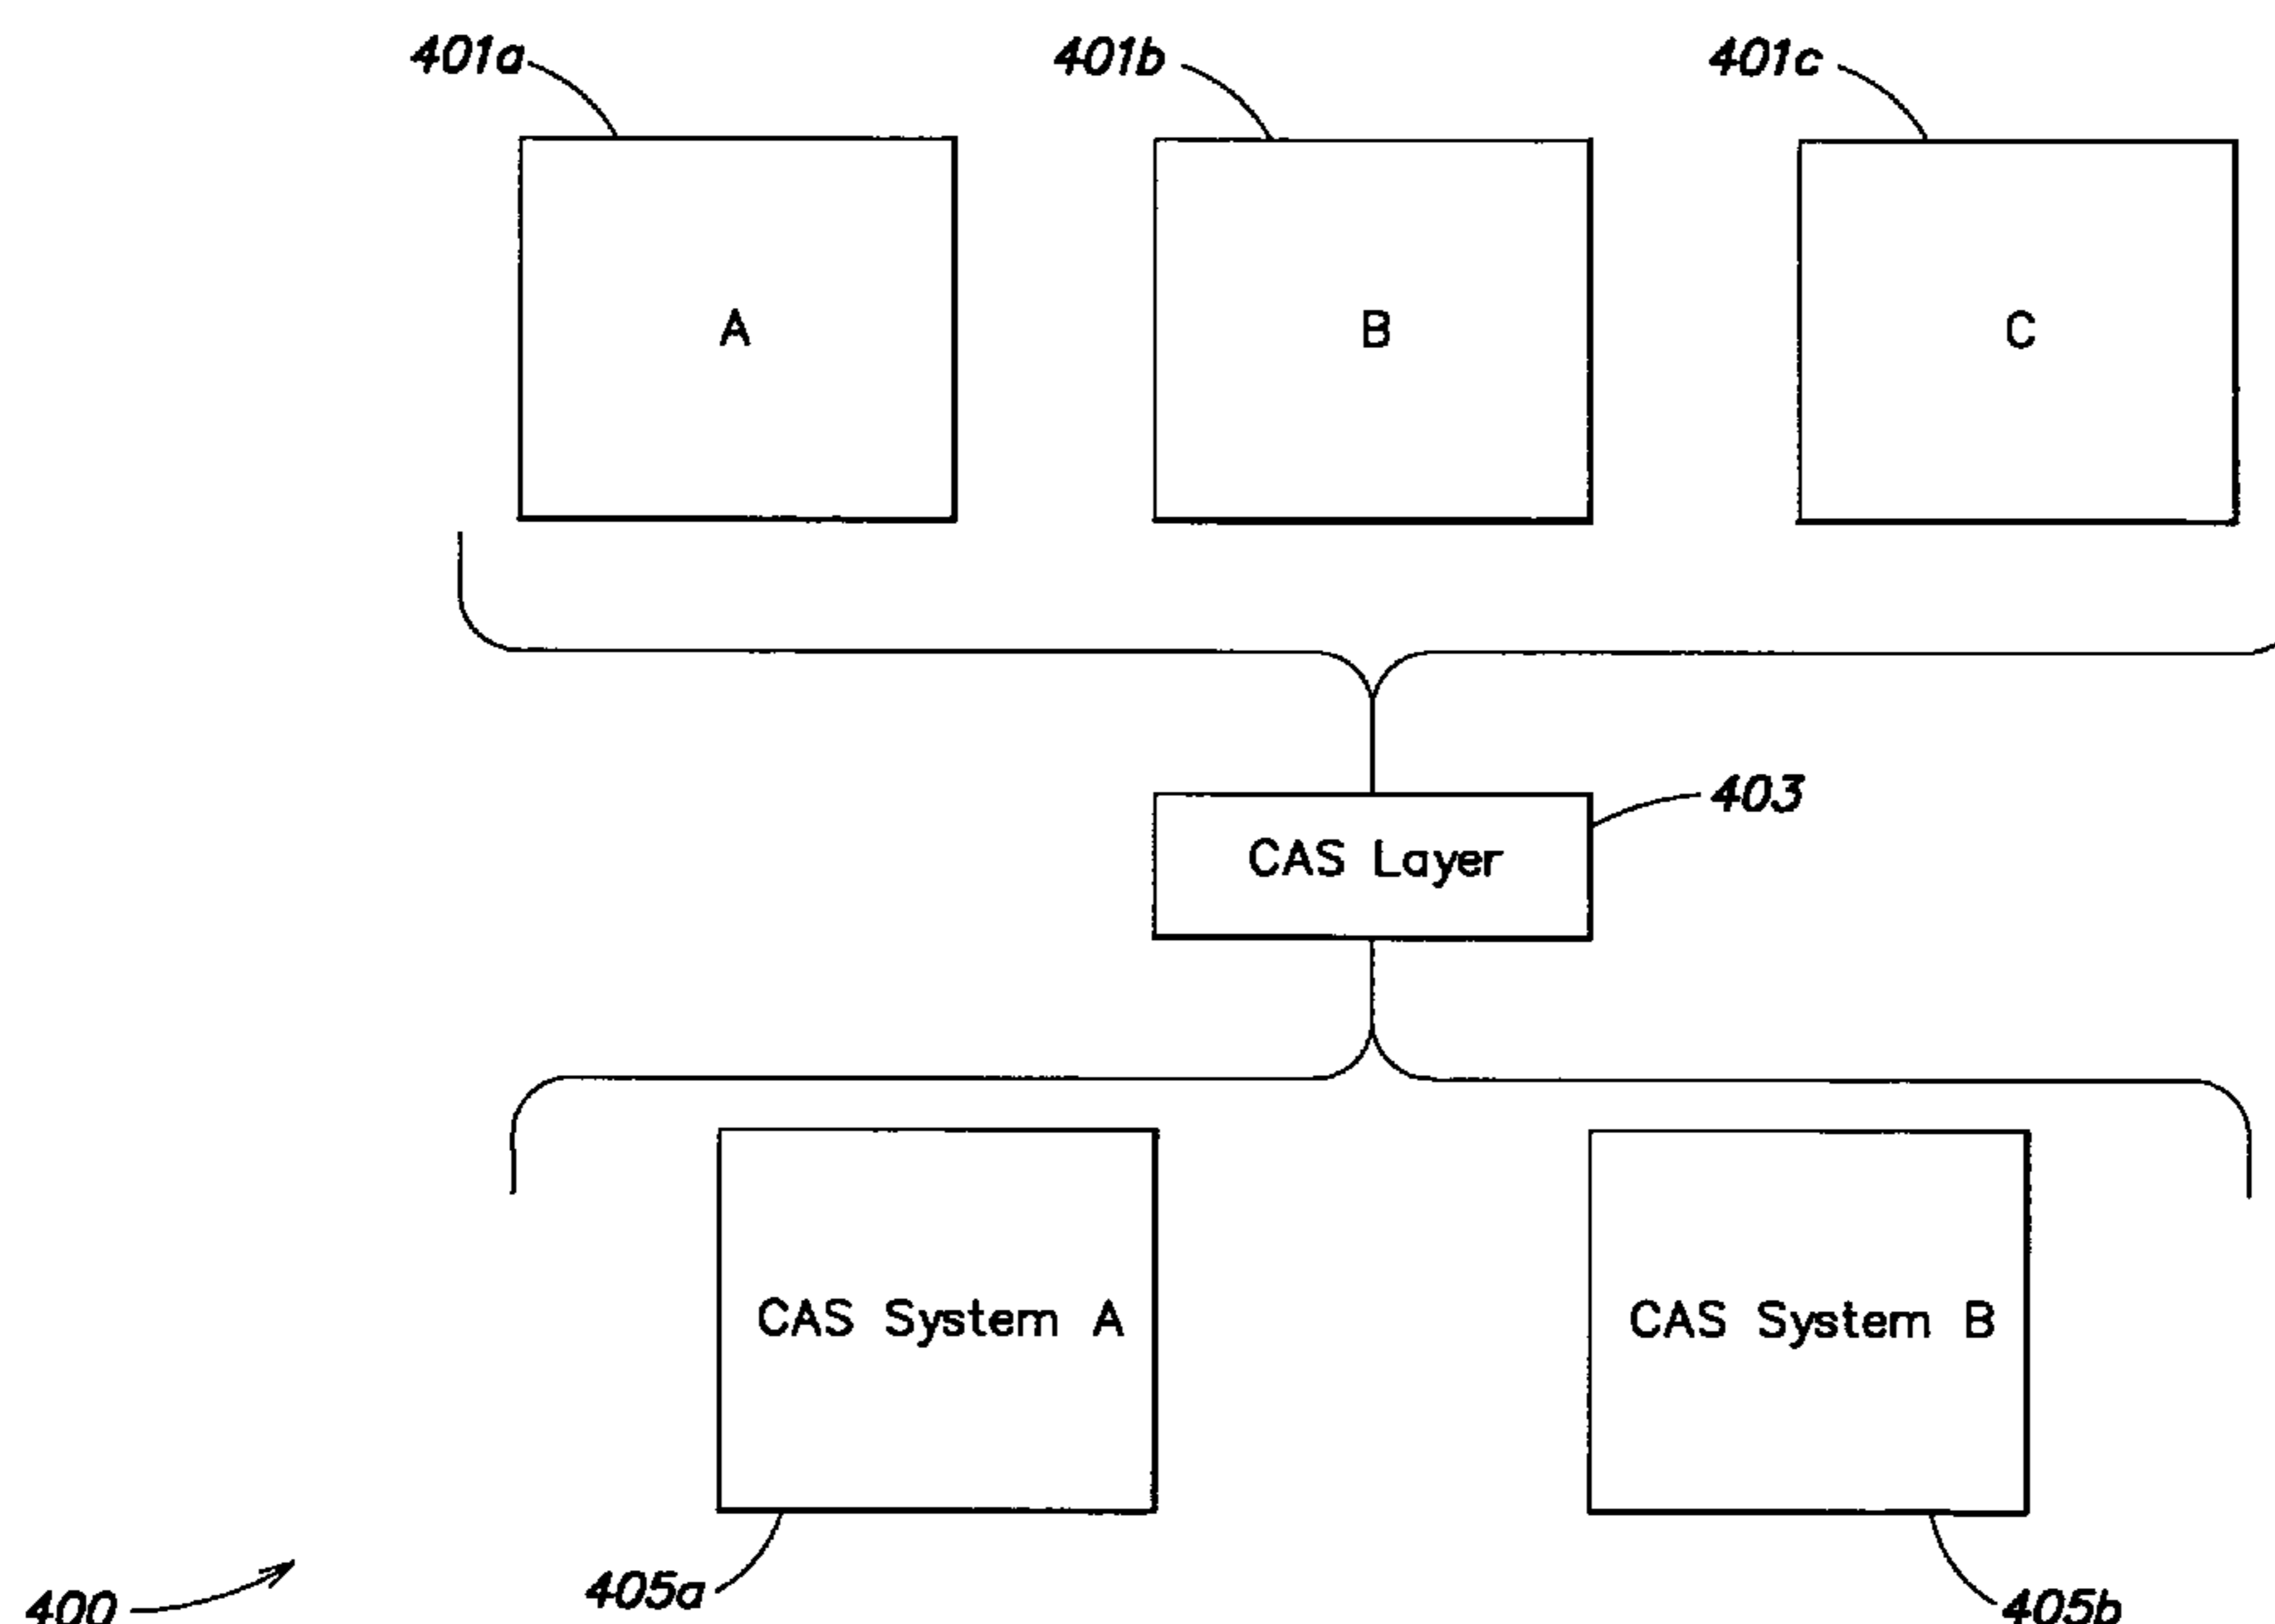 401a 401b 401c
A B C
403
CAS Layer
CAS System A CAS System B
405a 405b
400